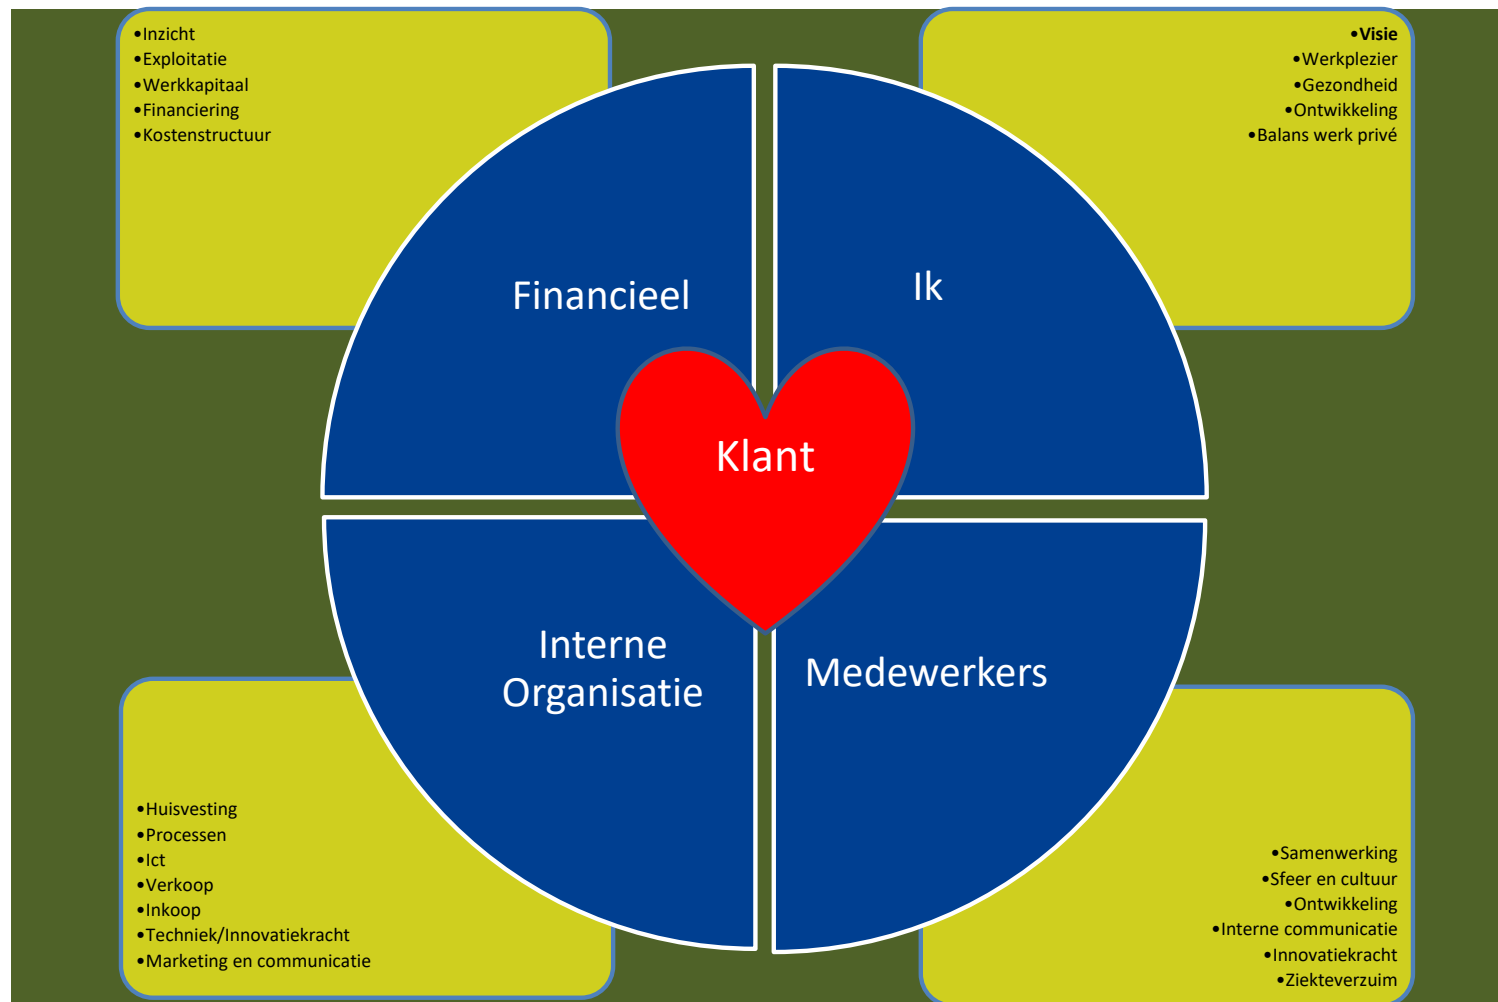 •Inzicht
•Exploitatie
•Werkkapitaal
•Financiering
•Kostenstructuur
•Visie
•Werkplezier
•Gezondheid
•Ontwikkeling
•Balans werk privé
Financieel
Ik
Klant
Interne
Organisatie
Medewerkers
•Huisvesting
•Processen
•Ict
•Verkoop
•Inkoop
•Techniek/Innovatiekracht
•Marketing en communicatie
•Samenwerking
•Sfeer en cultuur
•Ontwikkeling
•Interne communicatie
•Innovatiekracht
•Ziekteverzuim